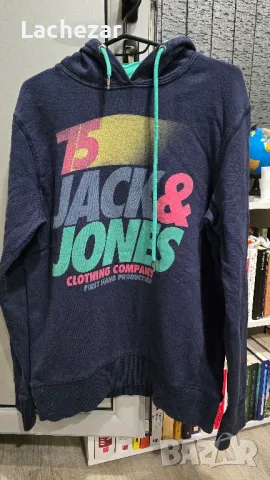 Lachezar
75
JACK&
JONES
CLOTHING COMPANY
FIRST HAND PRODUCTION
BAZAR